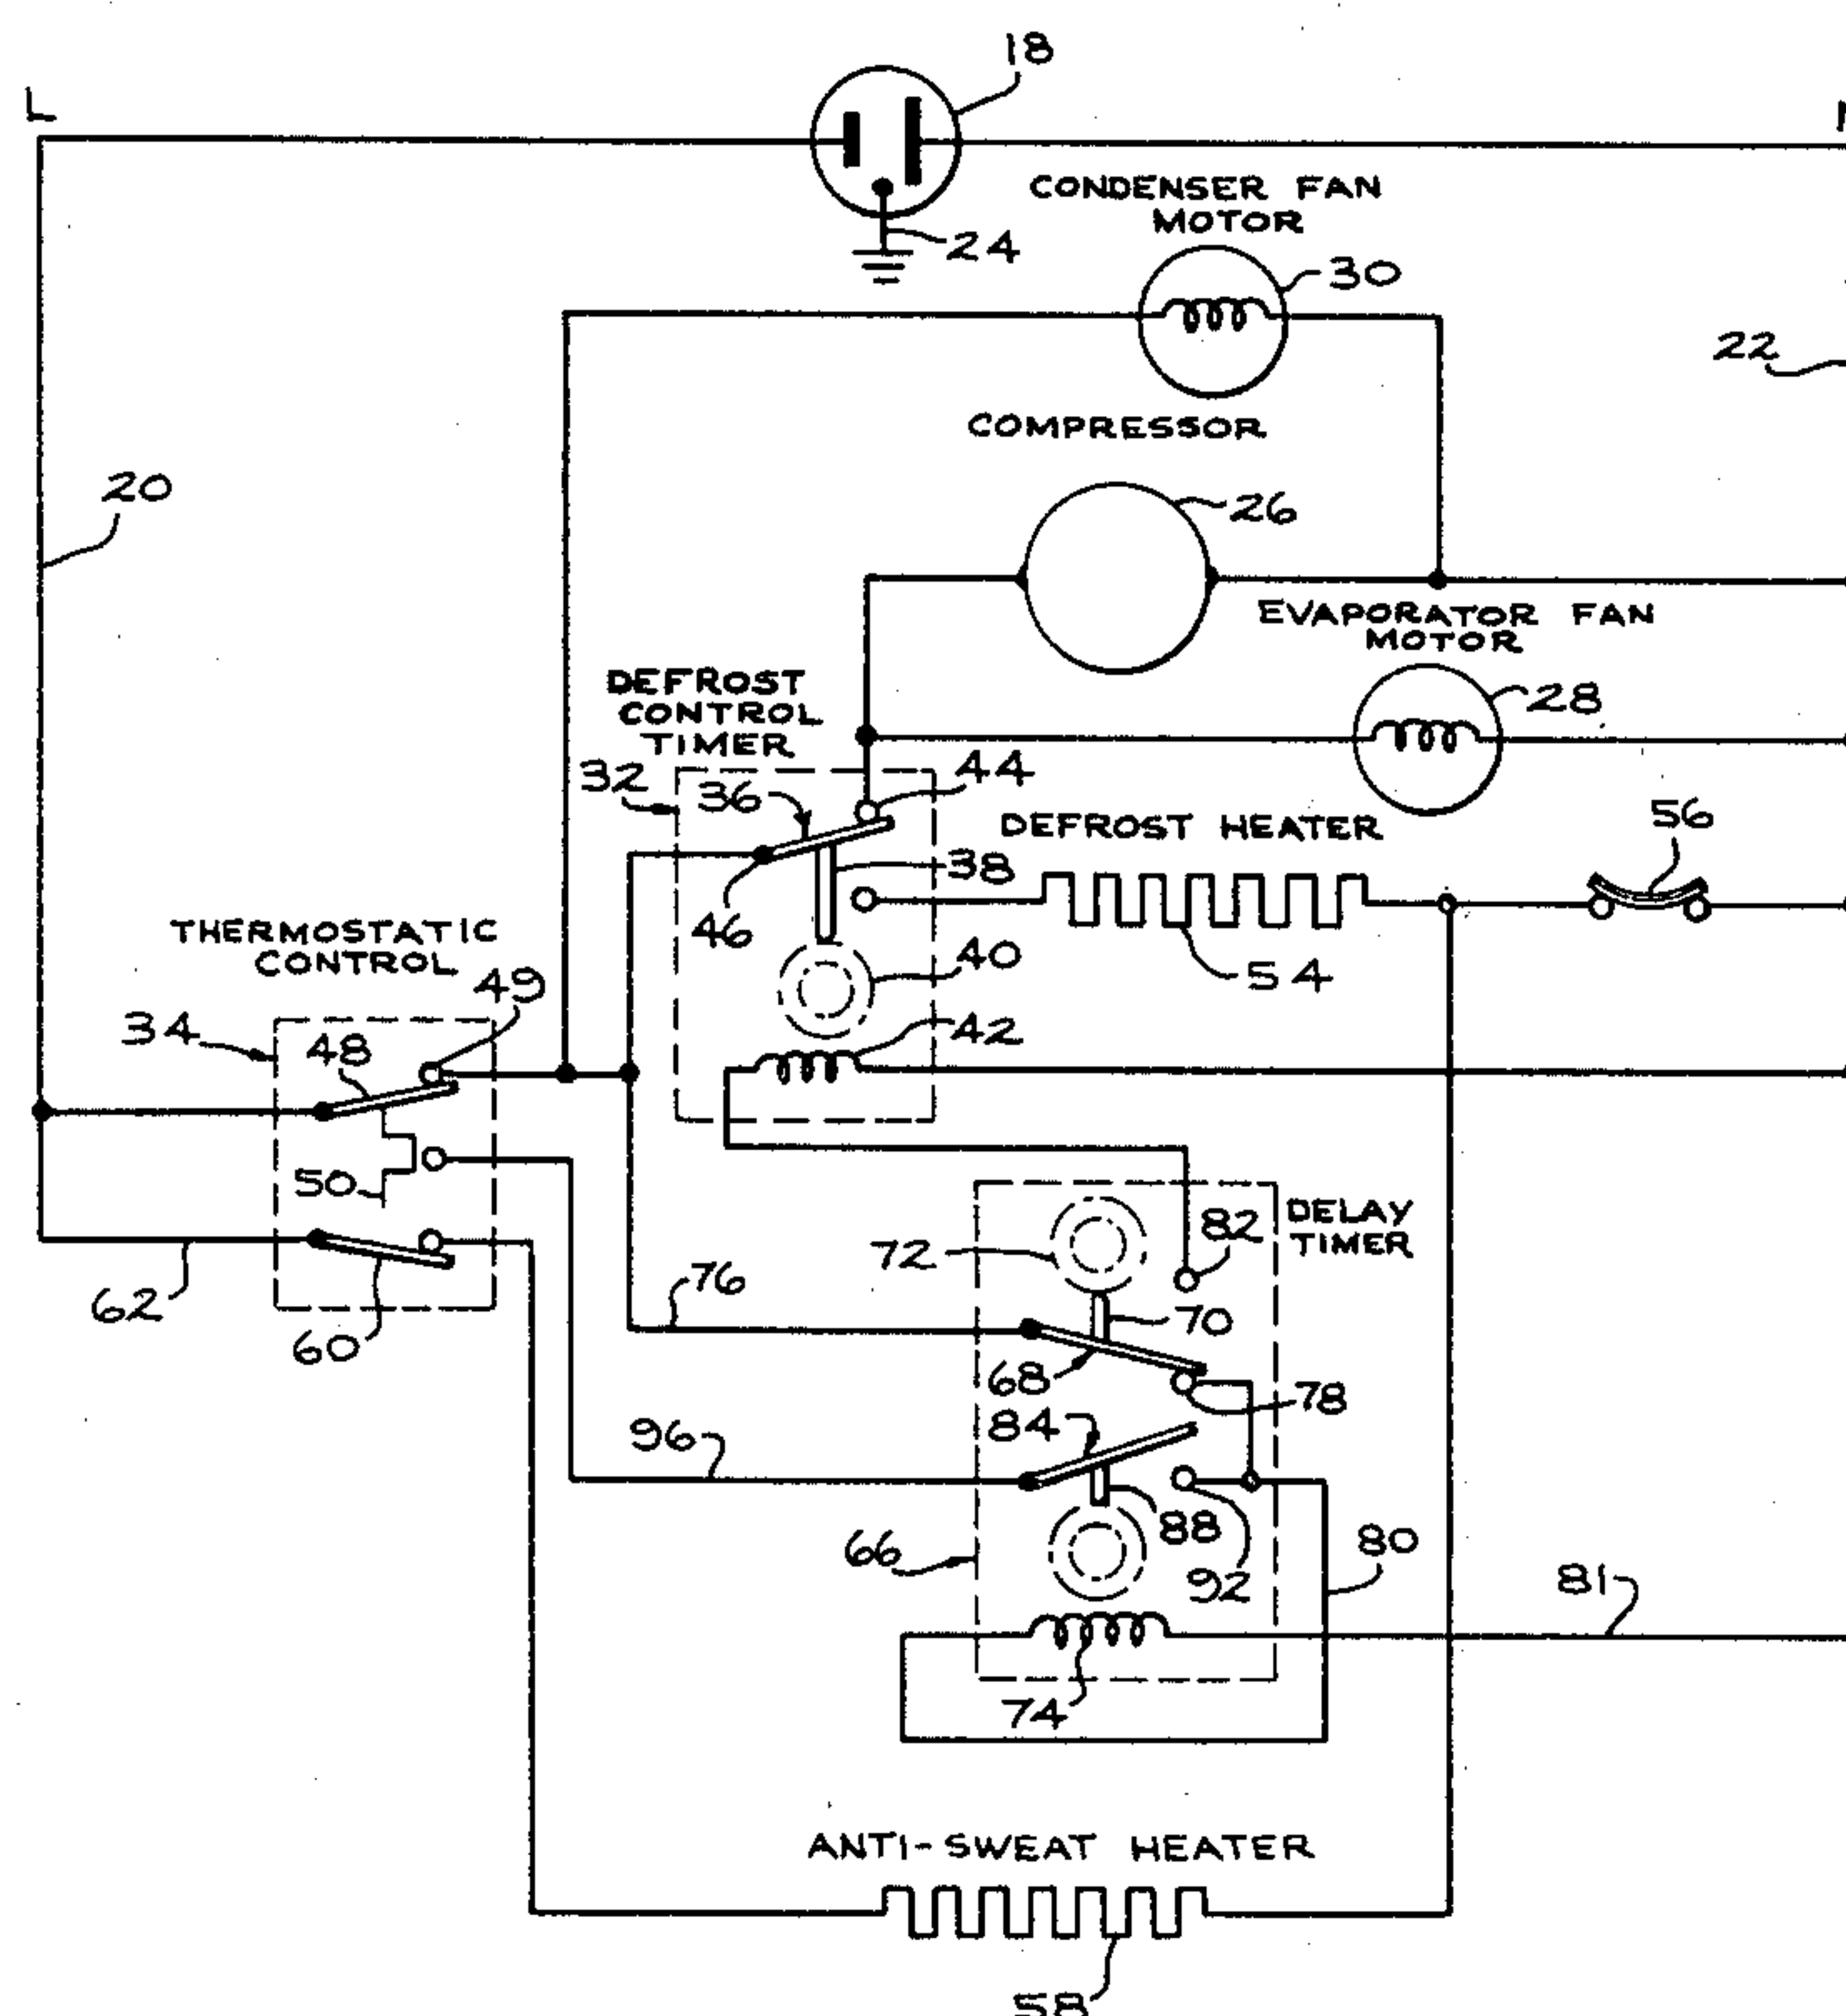 18
L
24
CONDENSER FAN
MOTOR
30
22
COMPRESSOR
20
26
EVAPORATOR FAN
MOTOR
28
DEFROST
CONTROL
TIMER
32
36
44
DEFROST HEATER
56
38
46
54
40
THERMOSTATIC
CONTROL
49
34
48
42
50
82
DELAY
TIMER
72
62
60
76
70
68
78
84
96
88
66
92
80
81
74
ANTI-SWEAT HEATER
58